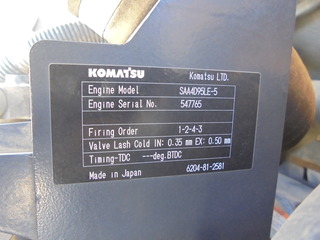 KOMATSU Komatsu LTD.
Engine Model SAA4D95LE-5
Engine Serial No. 547765
Firing Order 1-2-4-3
Valve Lash Cold IN: 0.35 mm EX: 0.50 mm
Timing-TDC ---deg.BTDC
Made in Japan 6204-81-2581